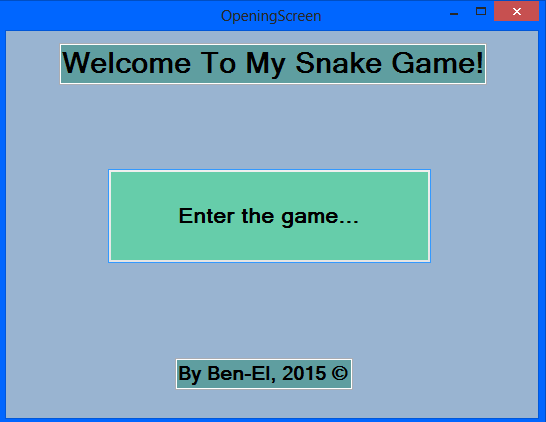 OpeningScreen
Welcome To My Snake Game!
Enter the game...
By Ben-El, 2015 ©